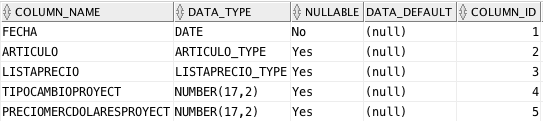 COLUMN_NAME DATA_TYPE NULLABLE DATA_DEFAULT COLUMN_ID
FECHA DATE No (null) 1
ARTICULO ARTICULO_TYPE Yes (null) 2
LISTAPRECIO LISTAPRECIO_TYPE Yes (null) 3
TIPOCAMBIOPROYECT NUMBER(17,2) Yes (null) 4
PRECIOMERCDOLARESPROYECT NUMBER(17,2) Yes (null) 5